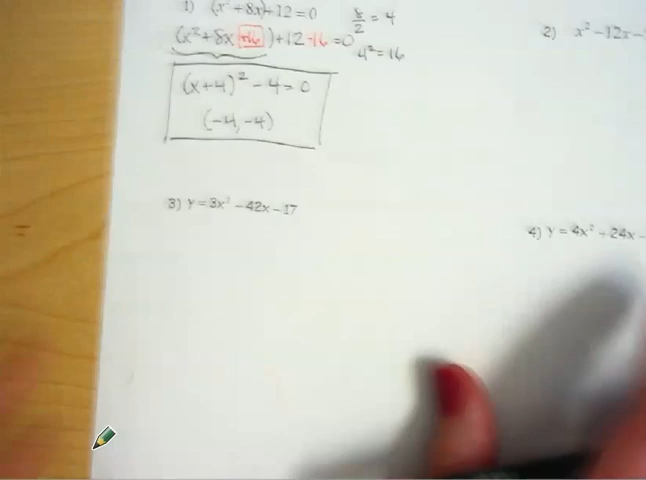 1) (x² + 8x) + 12 = 0
8/2 = 4
(x² + 8x +16) + 12 - 16 = 0
4² = 16
(x + 4)² - 4 = 0
(-4, -4)
2) x² - 12x -
3) y = 3x² - 42x - 17
4) y = 4x² + 24x -